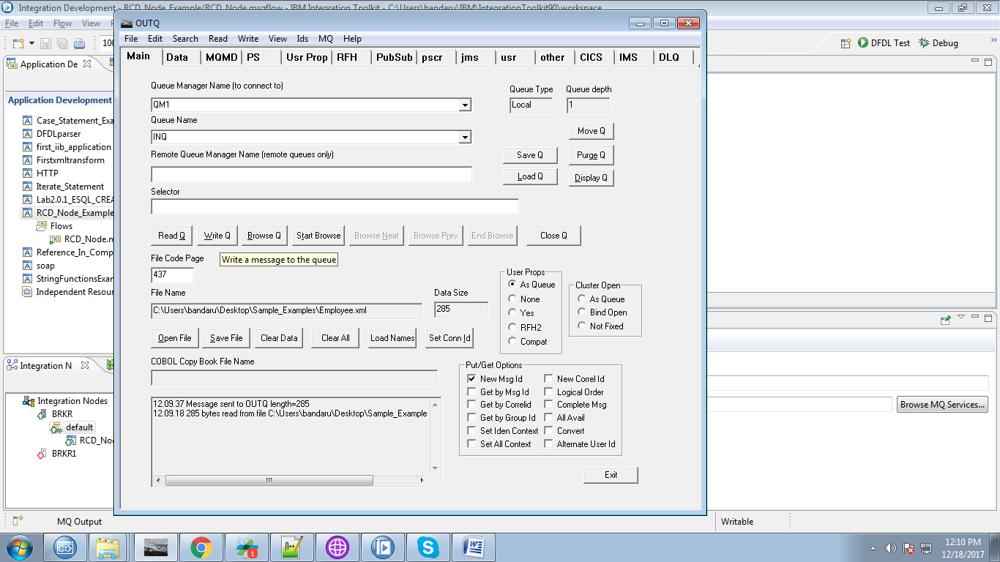 Integration Development - RCD_Node_Example/RCD_Node.msgflow - IBM Integration Toolkit - C:\Users\bandaru\IBM\IntegrationToolkit90\workspace
File Edit Flow View
100
DFDL Test Debug
Application De
Application Development
Case_Statement_Exa
DFDLparser
first_iib_application
Firstxmltransform
HTTP
Iterate_Statement
Lab2.0.1_ESQL_CREA
RCD_Node_Example
Flows
RCD_Node.m
Reference_In_Comp
soap
StringFunctionsExar
Independent Resour
Integration N
Integration Nodes
BRKR
default
RCD_No
BRKR1
OUTQ
File Edit Search Read Write View Ids MQ Help
Main Data MQMD PS Usr Prop RFH PubSub pscr jms usr other CICS IMS DLQ
Queue Manager Name (to connect to)
QM1
Queue Type Queue depth
Local 1
Queue Name
INQ
Move Q
Remote Queue Manager Name (remote queues only)
Save Q Purge Q
Load Q Display Q
Selector
Read Q Write Q Browse Q Start Browse Browse Next Browse Prev End Browse Close Q
File Code Page
437
Write a message to the queue
File Name
C:\Users\bandaru\Desktop\Sample_Examples\Employee.xml
Data Size
285
User Props
As Queue
None
Yes
RFH2
Compat
Cluster Open
As Queue
Bind Open
Not Fixed
Open File Save File Clear Data Clear All Load Names Set Conn Id
COBOL Copy Book File Name
Put/Get Options
New Msg Id New Correl Id
Get by Msg Id Logical Order
Get by Correlid Complete Msg
Get by Group Id All Avail
Set Iden Context Convert
Set All Context Alternate User Id
12.09.37 Message sent to OUTQ length=285
12.09.18 285 bytes read from file C:\Users\bandaru\Desktop\Sample_Example
Exit
Browse MQ Services...
MQ Output
Writable
1
n++
S
W
12:10 PM
12/18/2017